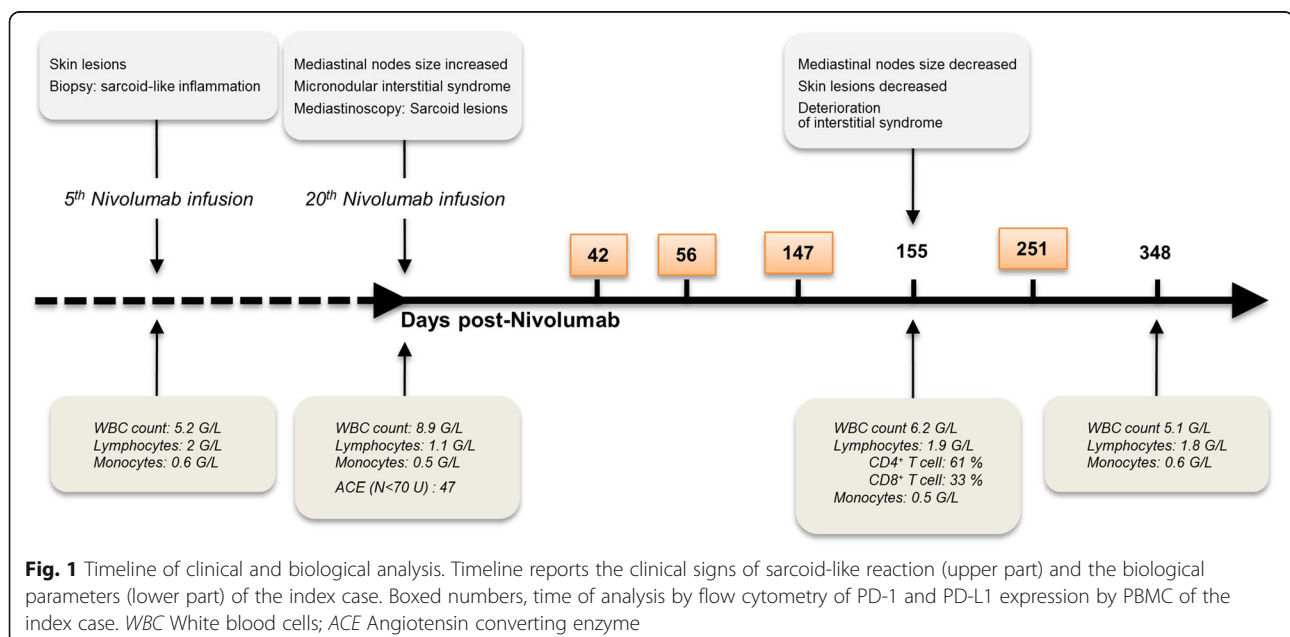 Skin lesions
Biopsy: sarcoid-like inflammation
Mediastinal nodes size increased
Micronodular interstitial syndrome
Mediastinoscopy: Sarcoid lesions
Mediastinal nodes size decreased
Skin lesions decreased
Deterioration
of interstitial syndrome
5th Nivolumab infusion
20th Nivolumab infusion
42
56
147
155
251
348
Days post-Nivolumab
WBC count: 5.2 G/L
Lymphocytes: 2 G/L
Monocytes: 0.6 G/L
WBC count: 8.9 G/L
Lymphocytes: 1.1 G/L
Monocytes: 0.5 G/L
ACE (N<70 U) : 47
WBC count 6.2 G/L
Lymphocytes: 1.9 G/L
CD4+ T cell: 61 %
CD8+ T cell: 33 %
Monocytes: 0.5 G/L
WBC count 5.1 G/L
Lymphocytes: 1.8 G/L
Monocytes: 0.6 G/L
Fig. 1 Timeline of clinical and biological analysis. Timeline reports the clinical signs of sarcoid-like reaction (upper part) and the biological
parameters (lower part) of the index case. Boxed numbers, time of analysis by flow cytometry of PD-1 and PD-L1 expression by PBMC of the
index case. WBC White blood cells; ACE Angiotensin converting enzyme